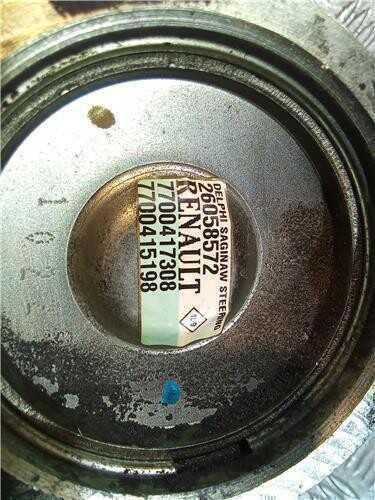 DELPHI SAGINAW STEERING
26058572
RENAULT
7700417308
7700415198